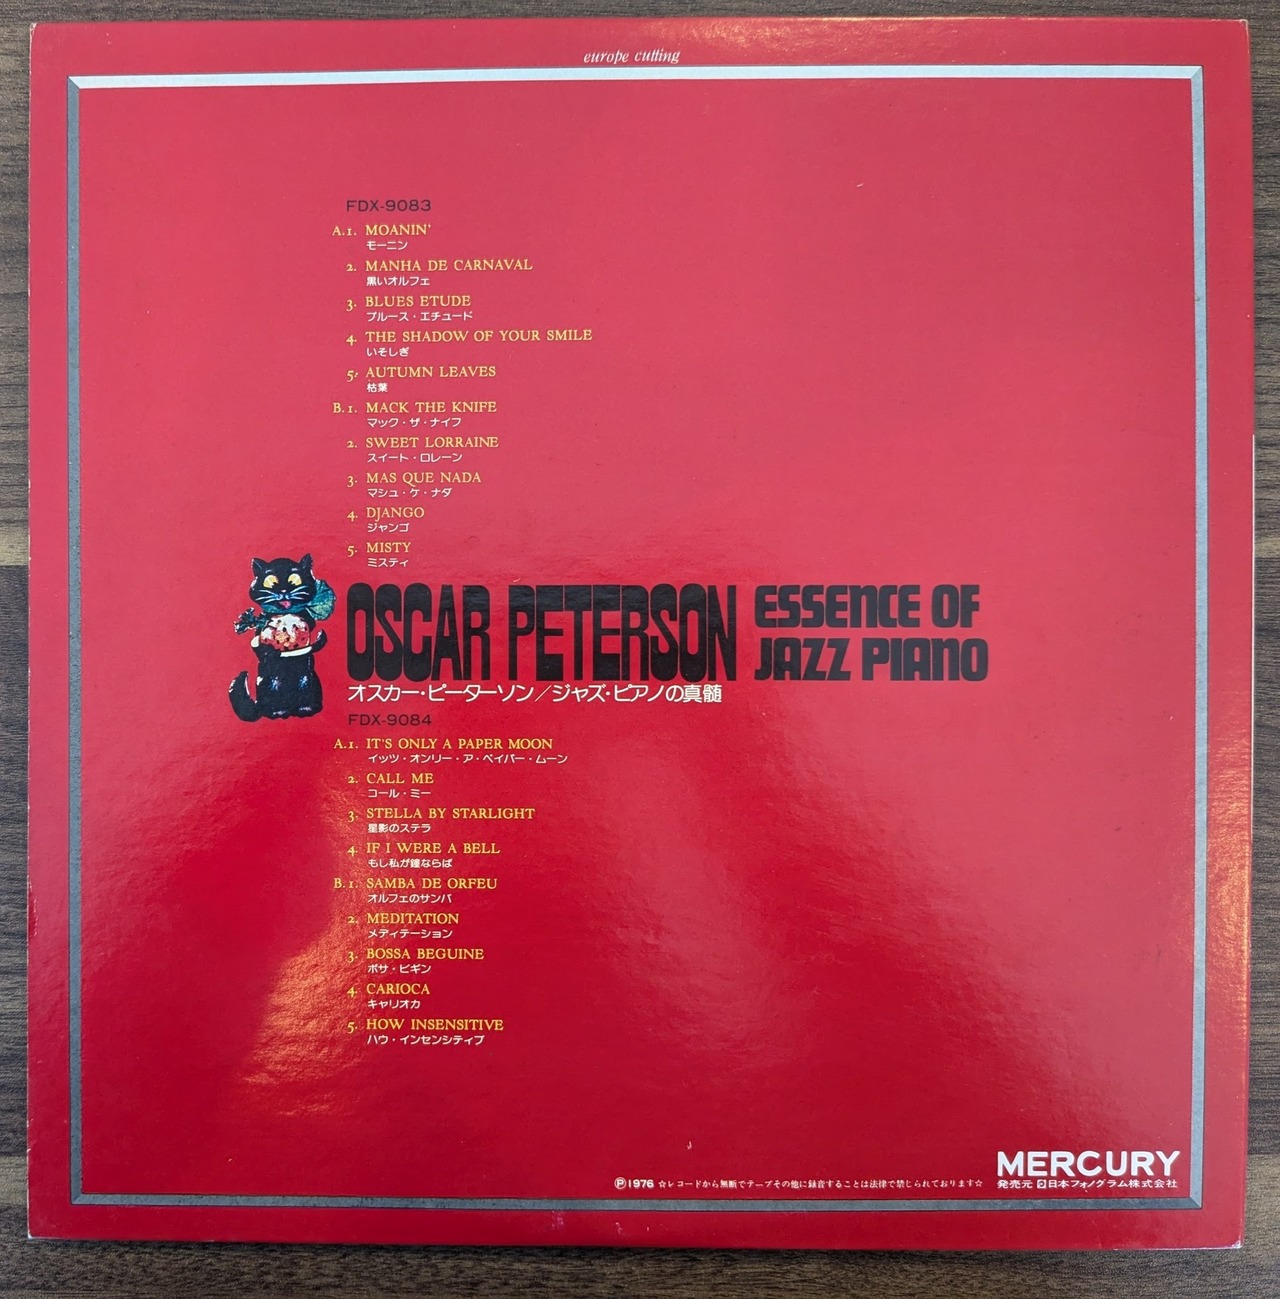 europe cutting
FDX-9083
A.1. MOANIN'
モーニン
2. MANHA DE CARNAVAL
黒いオルフェ
3. BLUES ETUDE
ブルース・エチュード
4. THE SHADOW OF YOUR SMILE
いそしぎ
5. AUTUMN LEAVES
枯葉
B.1. MACK THE KNIFE
マック・ザ・ナイフ
2. SWEET LORRAINE
スイート・ロレーン
3. MAS QUE NADA
マシュ・ケ・ナダ
4. DJANGO
ジャンゴ
5. MISTY
ミスティ
OSCAR PETERSON ESSENCE OF JAZZ PIANO
オスカー・ピーターソン/ジャズ・ピアノの真髄
FDX-9084
A.1. IT'S ONLY A PAPER MOON
イッツ・オンリー・ア・ペイパー・ムーン
2. CALL ME
コール・ミー
3. STELLA BY STARLIGHT
星影のステラ
4. IF I WERE A BELL
もし私が鐘ならば
B.1. SAMBA DE ORFEU
オルフェのサンバ
2. MEDITATION
メディテーション
3. BOSSA BEGUINE
ボサ・ビギン
4. CARIOCA
キャリオカ
5. HOW INSENSITIVE
ハウ・インセンシティブ
MERCURY
Ⓟ1976 ☆レコードから無断でテープその他に録音することは法律で禁じられております☆ 発売元 日本フォノグラム株式会社